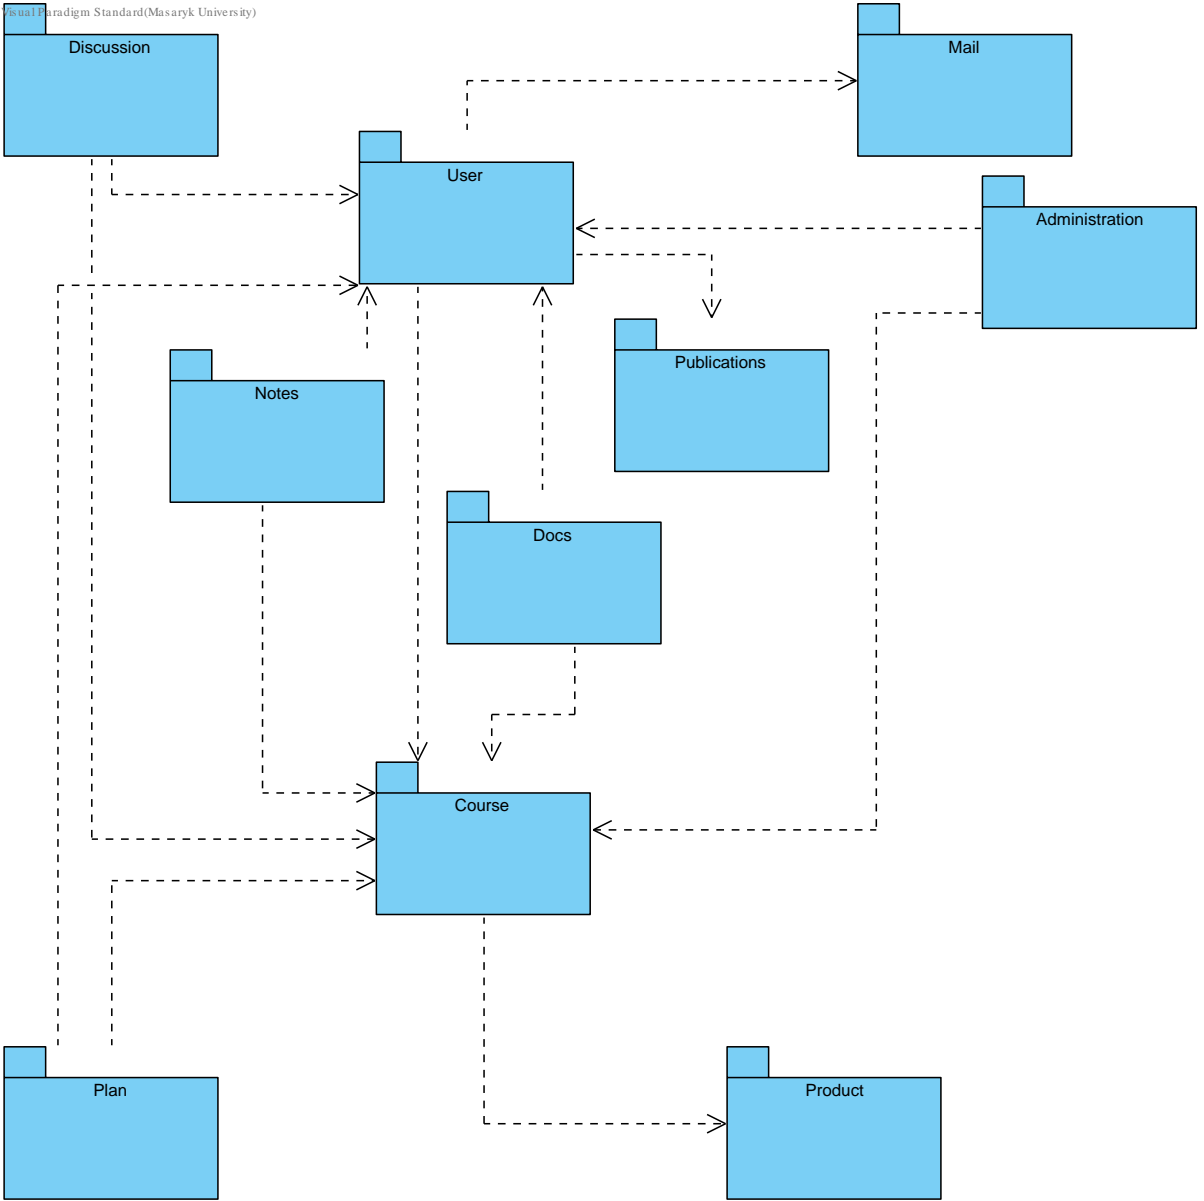 Visual Paradigm Standard(Masaryk University)
Discussion
Mail
User
Administration
Publications
Notes
Docs
Course
Plan
Product